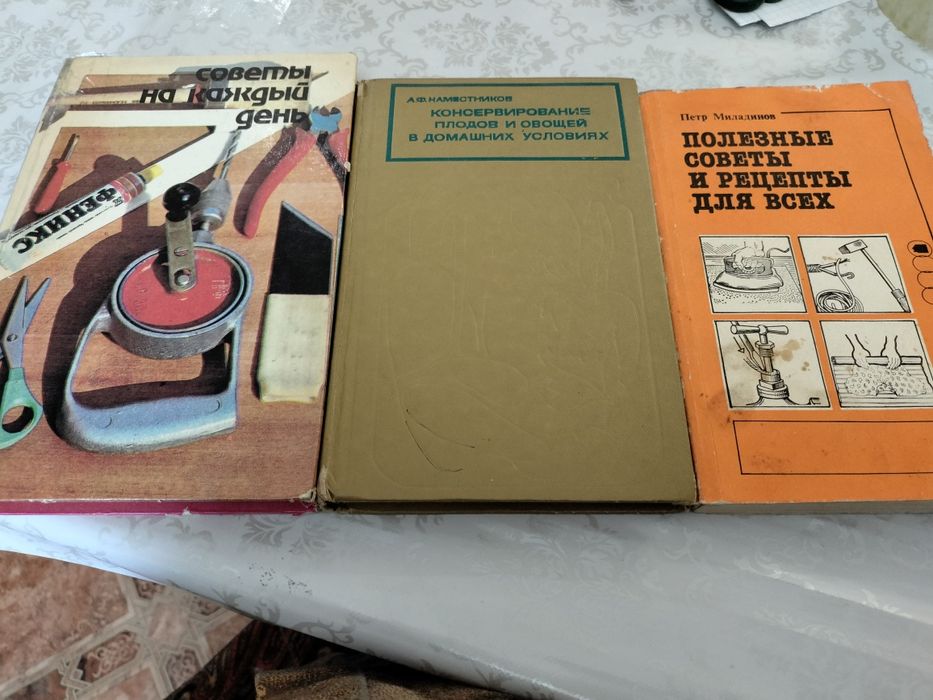 советы
на каждый
день
ФЕНИКС
А.Ф.НАМЕСТНИКОВ
КОНСЕРВИРОВАНИЕ
ПЛОДОВ И ОВОЩЕЙ
В ДОМАШНИХ УСЛОВИЯХ
Петр Миладинов
ПОЛЕЗНЫЕ
СОВЕТЫ
И РЕЦЕПТЫ
ДЛЯ ВСЕХ